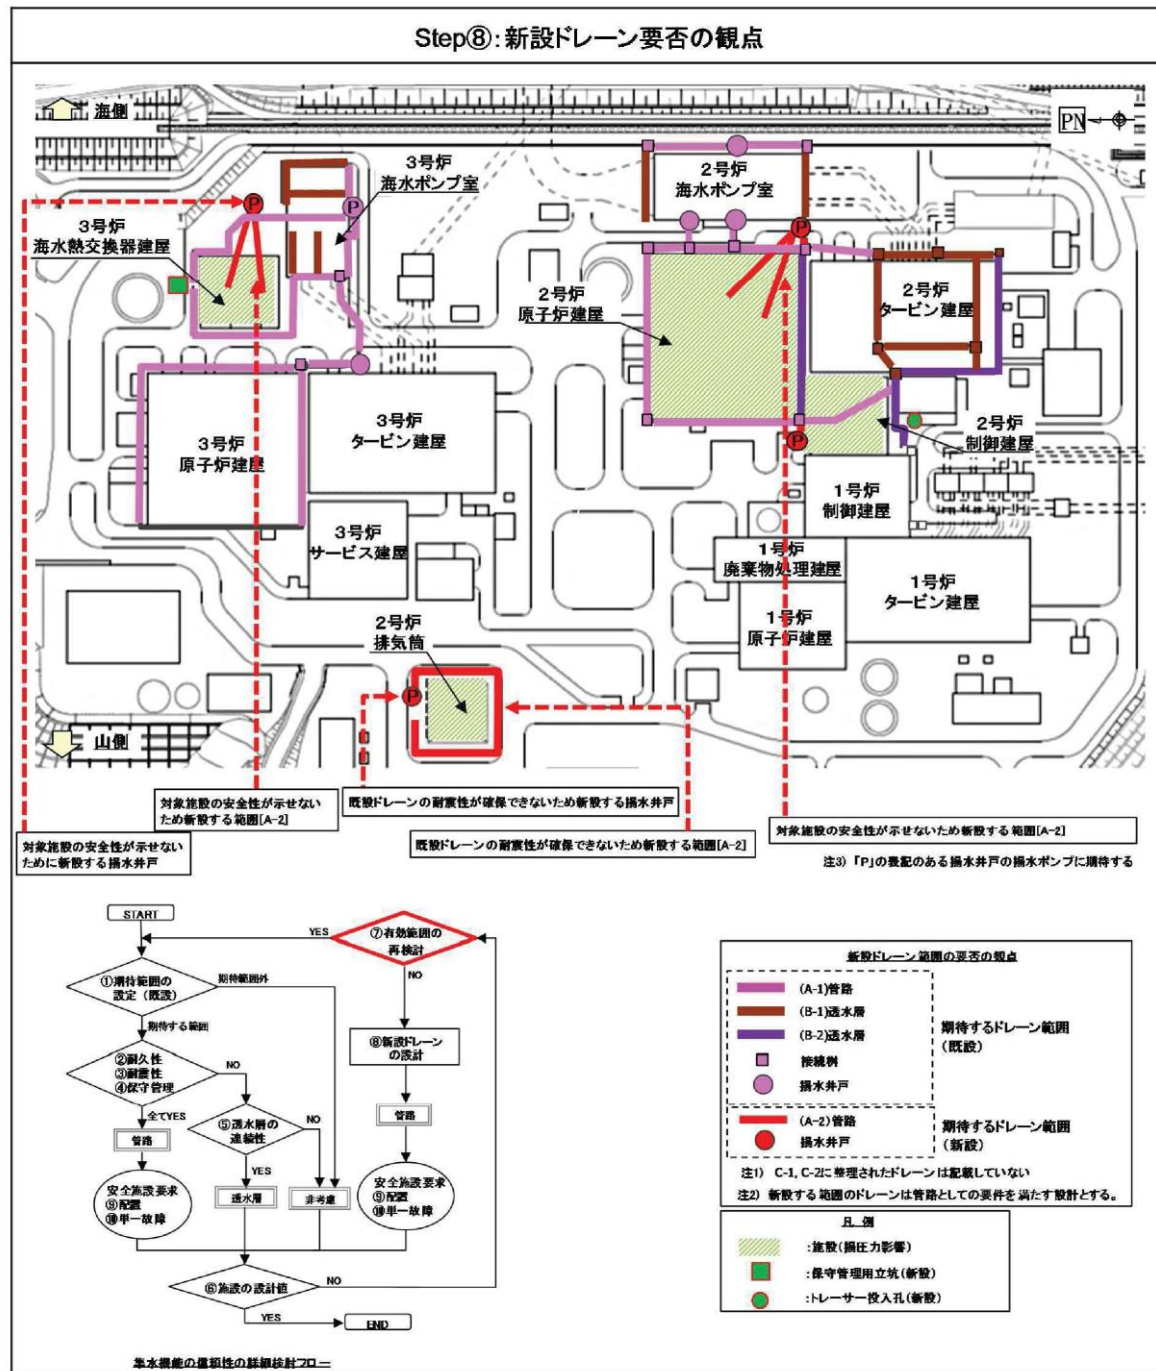 Step⑧:新設ドレーン要否の観点
海側
PN
3号炉
海水ポンプ室
2号炉
海水ポンプ室
3号炉
海水熱交換器建屋
P
P
P
2号炉
原子炉建屋
2号炉
タービン建屋
3号炉
原子炉建屋
3号炉
タービン建屋
P
2号炉
制御建屋
1号炉
制御建屋
3号炉
サービス建屋
1号炉
廃棄物処理建屋
1号炉
タービン建屋
1号炉
原子炉建屋
2号炉
排気筒
P
山側
対象施設の安全性が示せない
ため新設する範囲[A-2]
既設ドレーンの耐震性が確保できないため新設する揚水井戸
対象施設の安全性が示せないため新設する範囲[A-2]
対象施設の安全性が示せない
ために新設する揚水井戸
既設ドレーンの耐震性が確保できないため新設する範囲[A-2]
注3) 「P」の表記のある揚水井戸の揚水ポンプに期待する
START
YES
⑦有効範囲の
再検討
NO
①期待範囲の
設定(既設)
期待範囲外
期待する範囲
⑧新設ドレーン
の設計
②耐久性
③耐震性
④保守管理
NO
全てYES
管路
⑤透水層の
連続性
NO
YES
管路
安全施設要求
⑨配置
⑩単一故障
透水層
非考慮
安全施設要求
⑨配置
⑩単一故障
⑥施設の設計値
NO
YES
END
集水機能の信頼性の詳細検討フロー
新設ドレーン範囲の要否の観点
(A-1)管路
(B-1)透水層
(B-2)透水層
接続桝
揚水井戸
期待するドレーン範囲
(既設)
(A-2)管路
揚水井戸
期待するドレーン範囲
(新設)
注1) C-1, C-2に整理されたドレーンは記載していない
注2) 新設する範囲のドレーンは管路としての要件を満たす設計とする。
凡 例
:施設(揚圧力影響)
:保守管理用立坑(新設)
:トレーサー投入孔(新設)